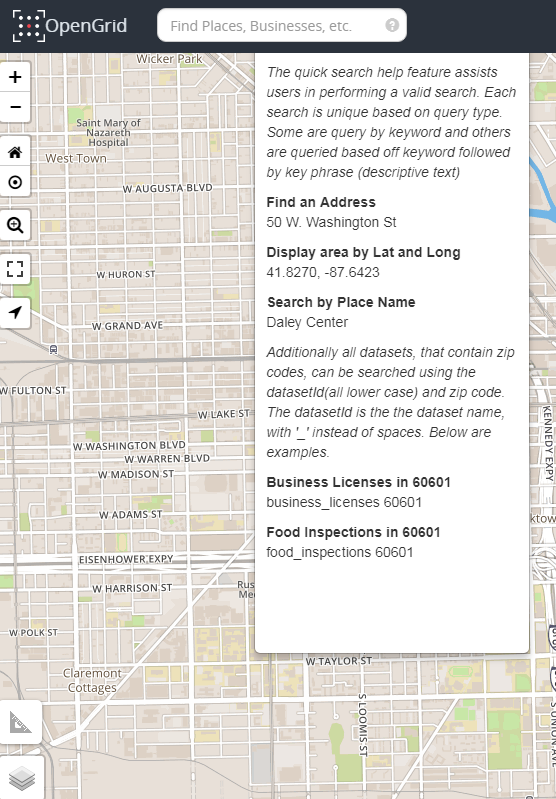 OpenGrid
Find Places, Businesses, etc.
?
Wicker Park
The quick search help feature assists
users in performing a valid search. Each
search is unique based on query type.
Some are query by keyword and others
are queried based off keyword followed
by key phrase (descriptive text)
Find an Address
50 W. Washington St
Display area by Lat and Long
41.8270, -87.6423
Search by Place Name
Daley Center
Additionally all datasets, that contain zip
codes, can be searched using the
datasetId(all lower case) and zip code.
The datasetId is the the dataset name,
with '_' instead of spaces. Below are
examples.
Business Licenses in 60601
business_licenses 60601
Food Inspections in 60601
food_inspections 60601
+
−
Saint Mary of
Nazareth
Hospital
West Town
W AUGUSTA BLVD
W HURON ST
W GRAND AVE
W FULTON ST
W LAKE ST
W WASHINGTON BLVD
W WARREN BLVD
W MADISON ST
W ADAMS ST
EISENHOWER EXPY
W HARRISON ST
Rus
Me
W POLK ST
W TAYLOR ST
Claremont
Cottages
S LOOMIS ST
KENNEDY EXPY
ktow
S UNION AVE